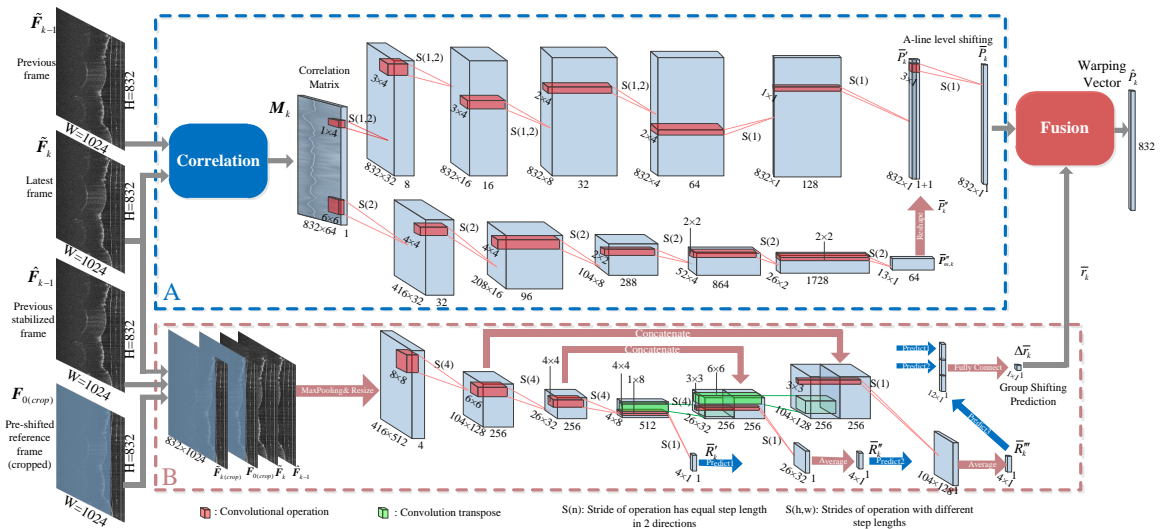 F̃ₖ₋₁
Previous
frame
H=832
W=1024
F̃ₖ
Latest
frame
H=832
W=1024
F̂ₖ₋₁
Previous
stabilized
frame
H=832
W=1024
F₀₍crop₎
Pre-shifted
reference
frame
(cropped)
H=832
W=1024
Correlation
Correlation
Matrix
Mₖ
1×4
6×6
832×64
1
S(1,2)
3×4
832×32
8
S(1,2)
3×4
832×16
16
S(1,2)
2×4
832×8
32
S(1,2)
2×4
832×4
64
S(1)
1×1
832×1
128
S(1)
A-line level shifting
P̄ₖ′
3×1
832×1
1+1
S(1)
P̄ₖ
832×1
1
S(2)
4×4
416×32
32
S(2)
4×4
208×16
96
S(2)
2×2
104×8
288
S(2)
2×2
52×4
864
S(2)
2×2
26×2
1728
S(2)
13×1
64
P̄″ₘ,ₖ
Reshape
P̄ₖ″
A
Fusion
Warping
Vector
P̂ₖ
832
r̄ₖ
B
832×1024
F̃ₖ₍crop₎
F₀₍crop₎
F̃ₖ
F̂ₖ₋₁
MaxPooling& Resize
8×8
416×512
4
S(4)
6×6
104×128
256
S(4)
4×4
26×32
256
S(4)
4×4
1×8
4×8
512
S(4)
S(1)
R̄ₖ′
4×1
1
Predict1
Concatenate
Concatenate
3×3
6×6
26×32
256
256
S(1)
26×32
1
Average
R̄ₖ″
4×1
1
Predict2
3×3
104×128
256
256
S(1)
104×128
1
Average
R̄ₖ‴
4×1
1
Predict3
Predict1
Predict2
12×1
1
Fully Connect
Δr̄ₖ
1×1
1
Group Shifting
Prediction
: Convolutional operation
: Convolution transpose
S(n): Stride of operation has equal step length
in 2 directions
S(h,w): Strides of operation with different
step lengths